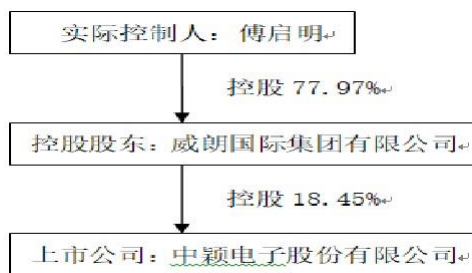 实际控制人：傅启明
控股 77.97%
控股股东：威朗国际集团有限公司
控股 18.45%
上市公司：中颖电子股份有限公司